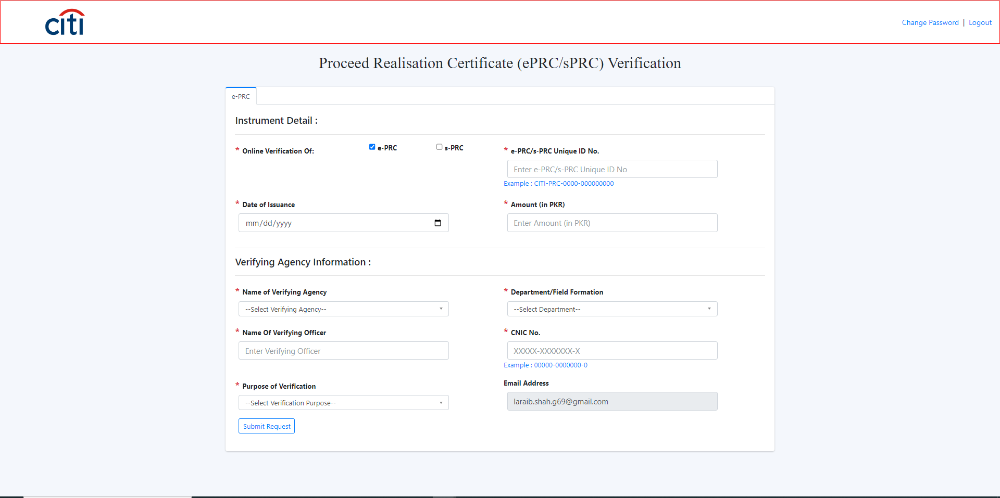 citi
Change Password | Logout
Proceed Realisation Certificate (ePRC/sPRC) Verification
e-PRC
Instrument Detail :
* Online Verification Of:
e-PRC
s-PRC
* e-PRC/s-PRC Unique ID No.
Enter e-PRC/s-PRC Unique ID No
Example : CITI-PRC-0000-000000000
* Date of Issuance
mm/dd/yyyy
* Amount (in PKR)
Enter Amount (in PKR)
Verifying Agency Information :
* Name of Verifying Agency
--Select Verifying Agency--
* Department/Field Formation
--Select Department--
* Name Of Verifying Officer
Enter Verifying Officer
* CNIC No.
XXXXX-XXXXXXX-X
Example : 00000-0000000-0
* Purpose of Verification
--Select Verification Purpose--
Email Address
laraib.shah.g69@gmail.com
Submit Request